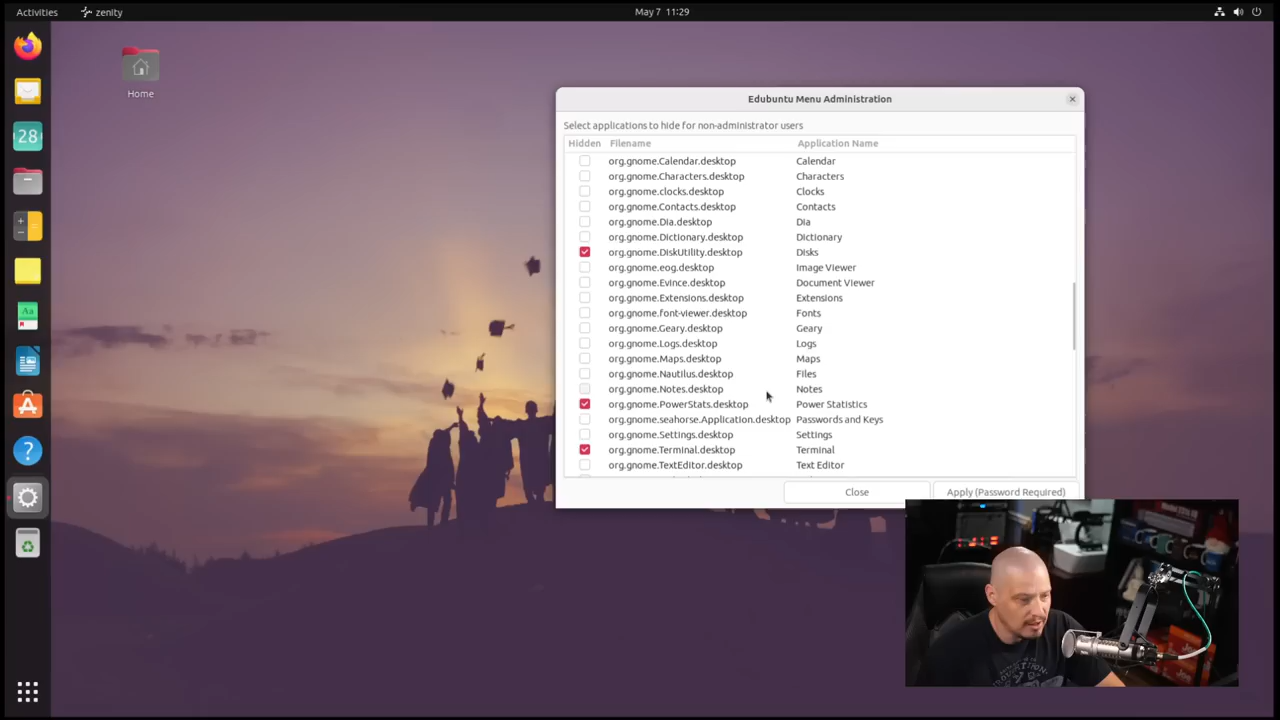 Activities zenity May 7 11:29
Home
Edubuntu Menu Administration
Select applications to hide for non-administrator users
Hidden Filename Application Name
org.gnome.Calendar.desktop Calendar
org.gnome.Characters.desktop Characters
org.gnome.clocks.desktop Clocks
org.gnome.Contacts.desktop Contacts
org.gnome.Dia.desktop Dia
org.gnome.Dictionary.desktop Dictionary
org.gnome.DiskUtility.desktop Disks
org.gnome.eog.desktop Image Viewer
org.gnome.Evince.desktop Document Viewer
org.gnome.Extensions.desktop Extensions
org.gnome.font-viewer.desktop Fonts
org.gnome.Geary.desktop Geary
org.gnome.Logs.desktop Logs
org.gnome.Maps.desktop Maps
org.gnome.Nautilus.desktop Files
org.gnome.Notes.desktop Notes
org.gnome.PowerStats.desktop Power Statistics
org.gnome.seahorse.Application.desktop Passwords and Keys
org.gnome.Settings.desktop Settings
org.gnome.Terminal.desktop Terminal
org.gnome.TextEditor.desktop Text Editor
Close Apply (Password Required)
28
Aa
?